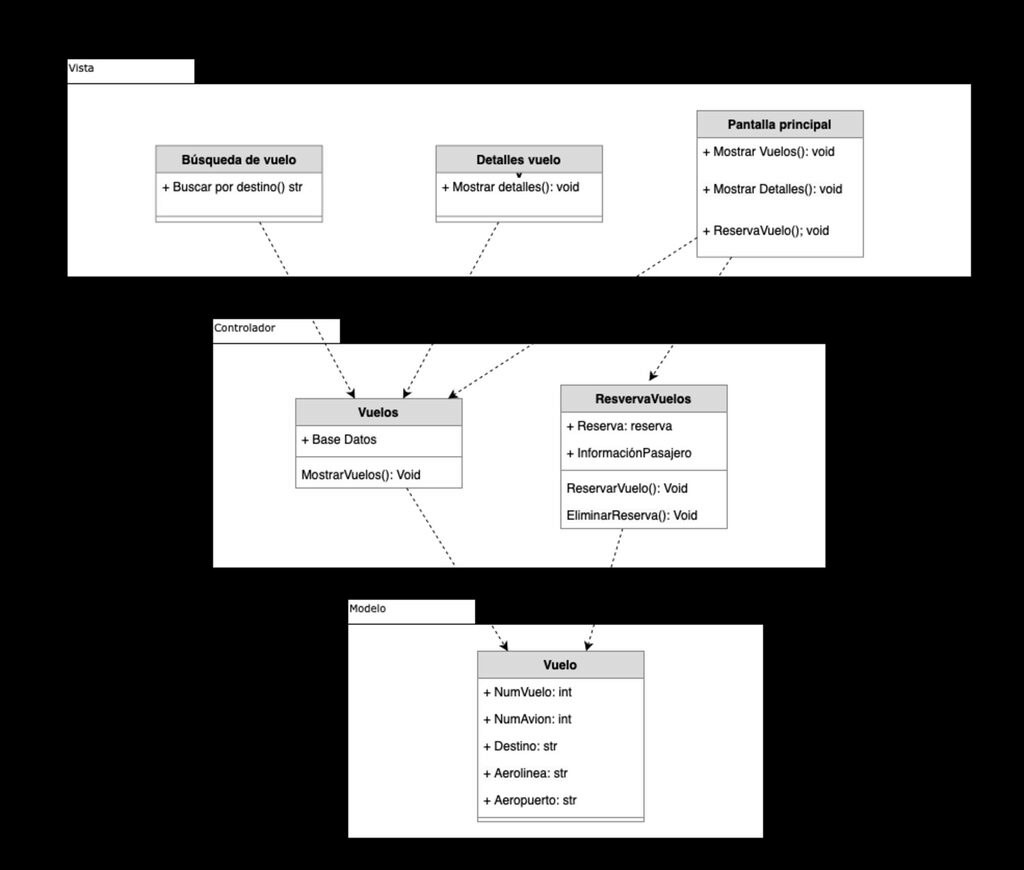 Vista
Búsqueda de vuelo
+ Buscar por destino() str
Detalles vuelo
+ Mostrar detalles(): void
Pantalla principal
+ Mostrar Vuelos(): void
+ Mostrar Detalles(): void
+ ReservaVuelo(); void
Controlador
Vuelos
+ Base Datos
MostrarVuelos(): Void
ResvervaVuelos
+ Reserva: reserva
+ InformaciónPasajero
ReservarVuelo(): Void
EliminarReserva(): Void
Modelo
Vuelo
+ NumVuelo: int
+ NumAvion: int
+ Destino: str
+ Aerolinea: str
+ Aeropuerto: str